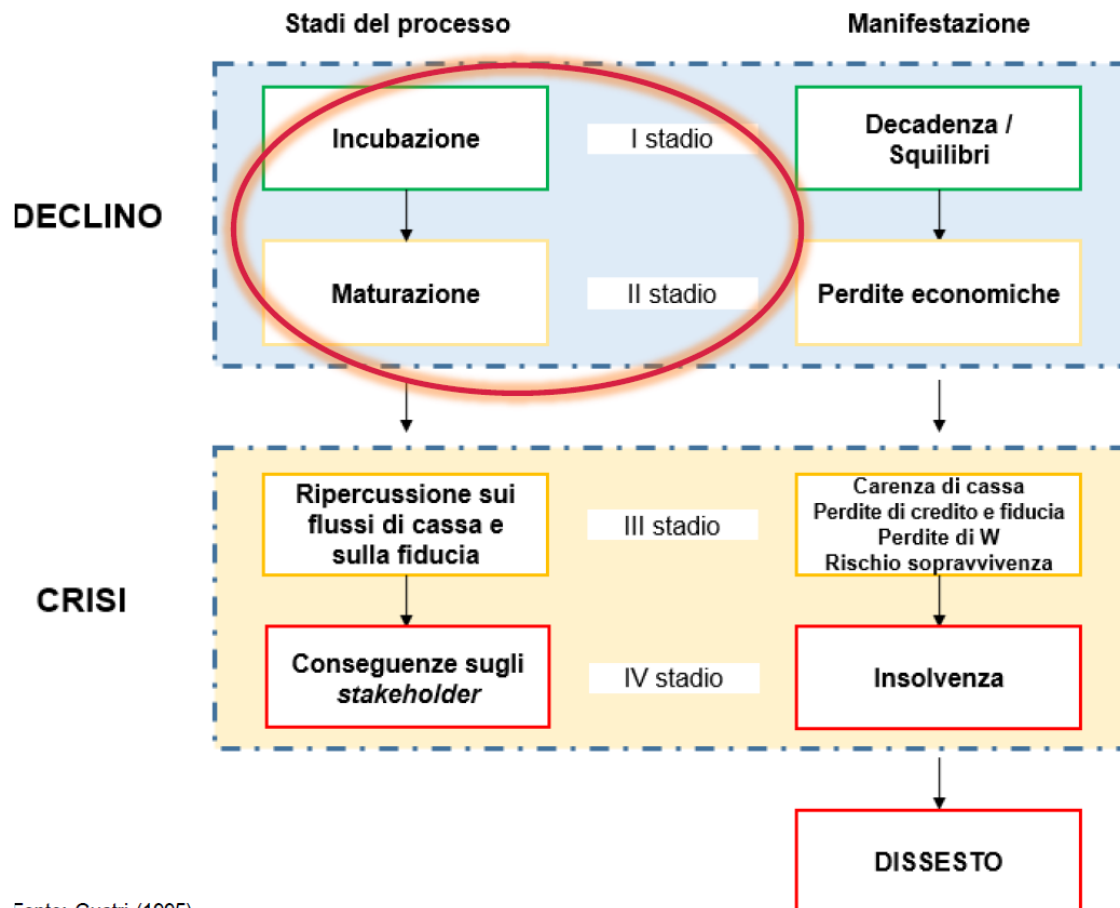 Stadi del processo
Manifestazione
DECLINO
Incubazione
I stadio
Decadenza /
Squilibri
Maturazione
II stadio
Perdite economiche
CRISI
Ripercussione sui
flussi di cassa e
sulla fiducia
III stadio
Carenza di cassa
Perdite di credito e fiducia
Perdite di W
Rischio sopravvivenza
Conseguenze sugli
stakeholder
IV stadio
Insolvenza
DISSESTO